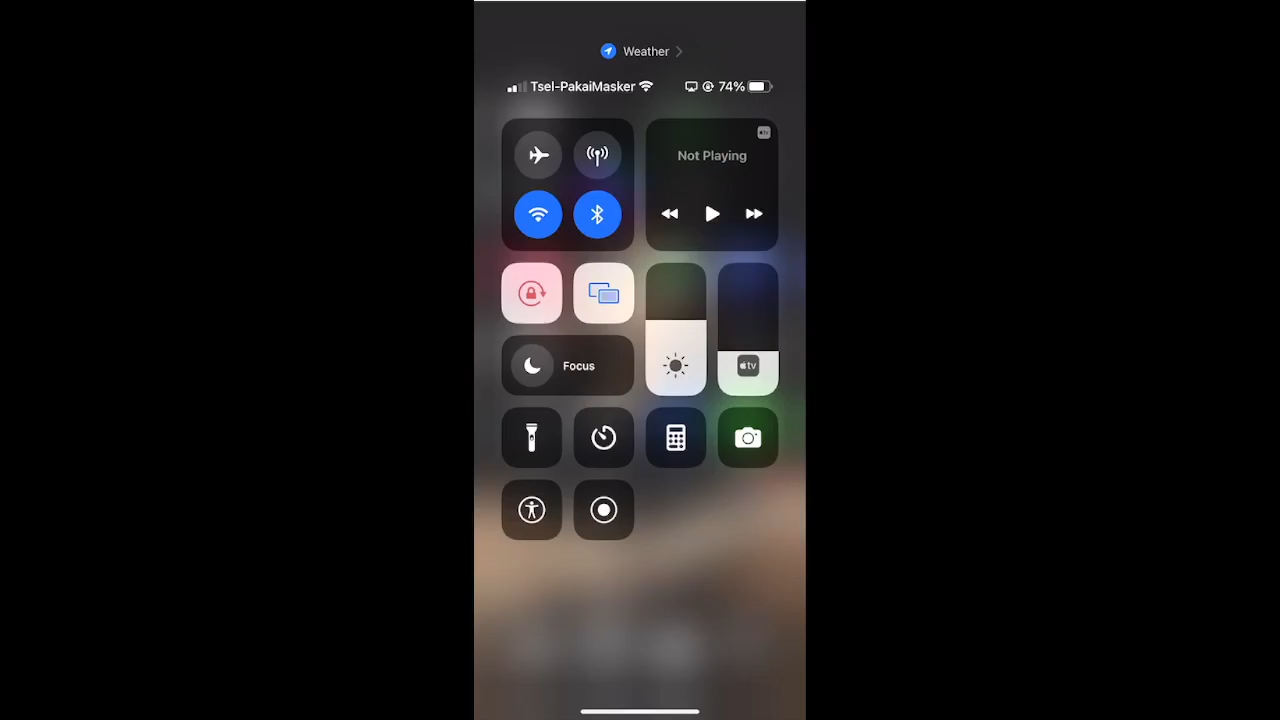 Weather
Tsel-PakaiMasker 74%
Not Playing
Focus
tv